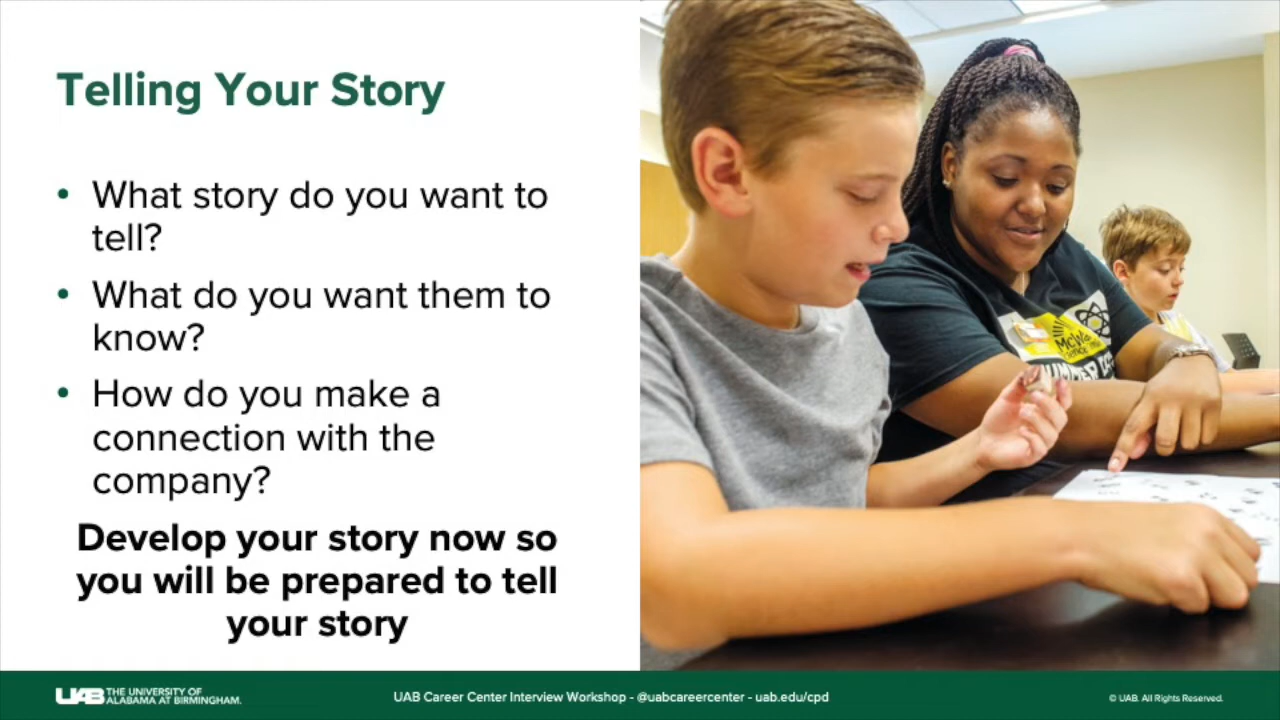 Telling Your Story
• What story do you want to
tell?
• What do you want them to
know?
• How do you make a
connection with the
company?
Develop your story now so
you will be prepared to tell
your story
UAB THE UNIVERSITY OF
ALABAMA AT BIRMINGHAM.
UAB Career Center Interview Workshop - @uabcareercenter - uab.edu/cpd
© UAB. All Rights Reserved.